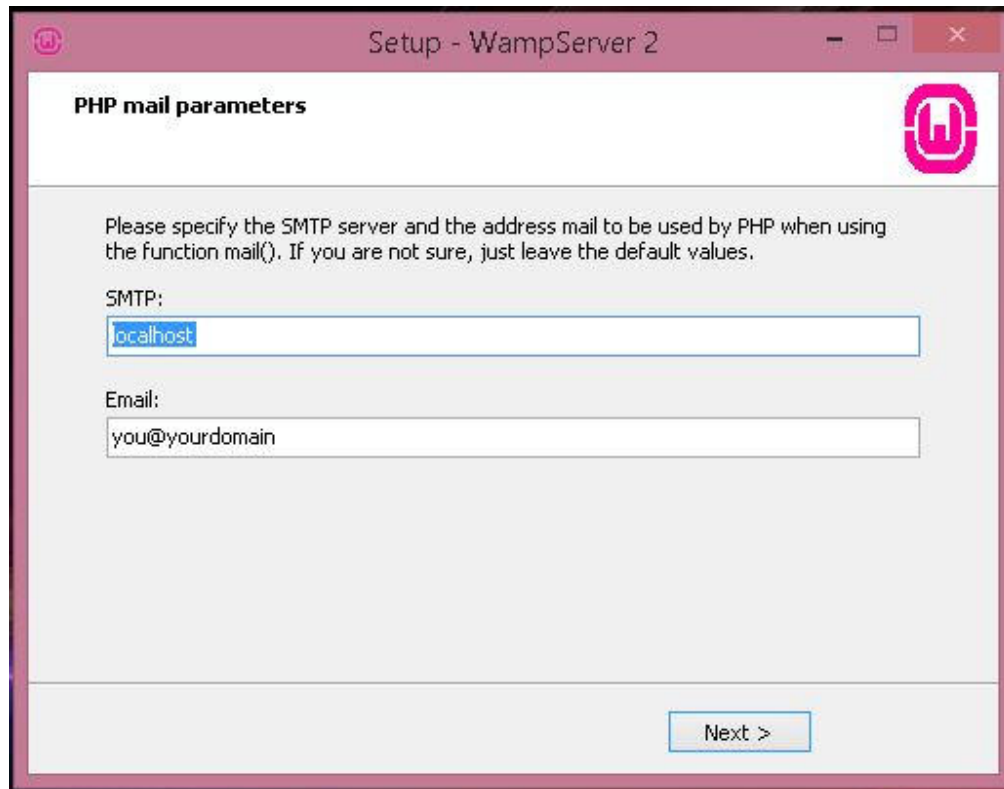 Setup - WampServer 2
PHP mail parameters
Please specify the SMTP server and the address mail to be used by PHP when using
the function mail(). If you are not sure, just leave the default values.
SMTP:
localhost
Email:
you@yourdomain
Next >